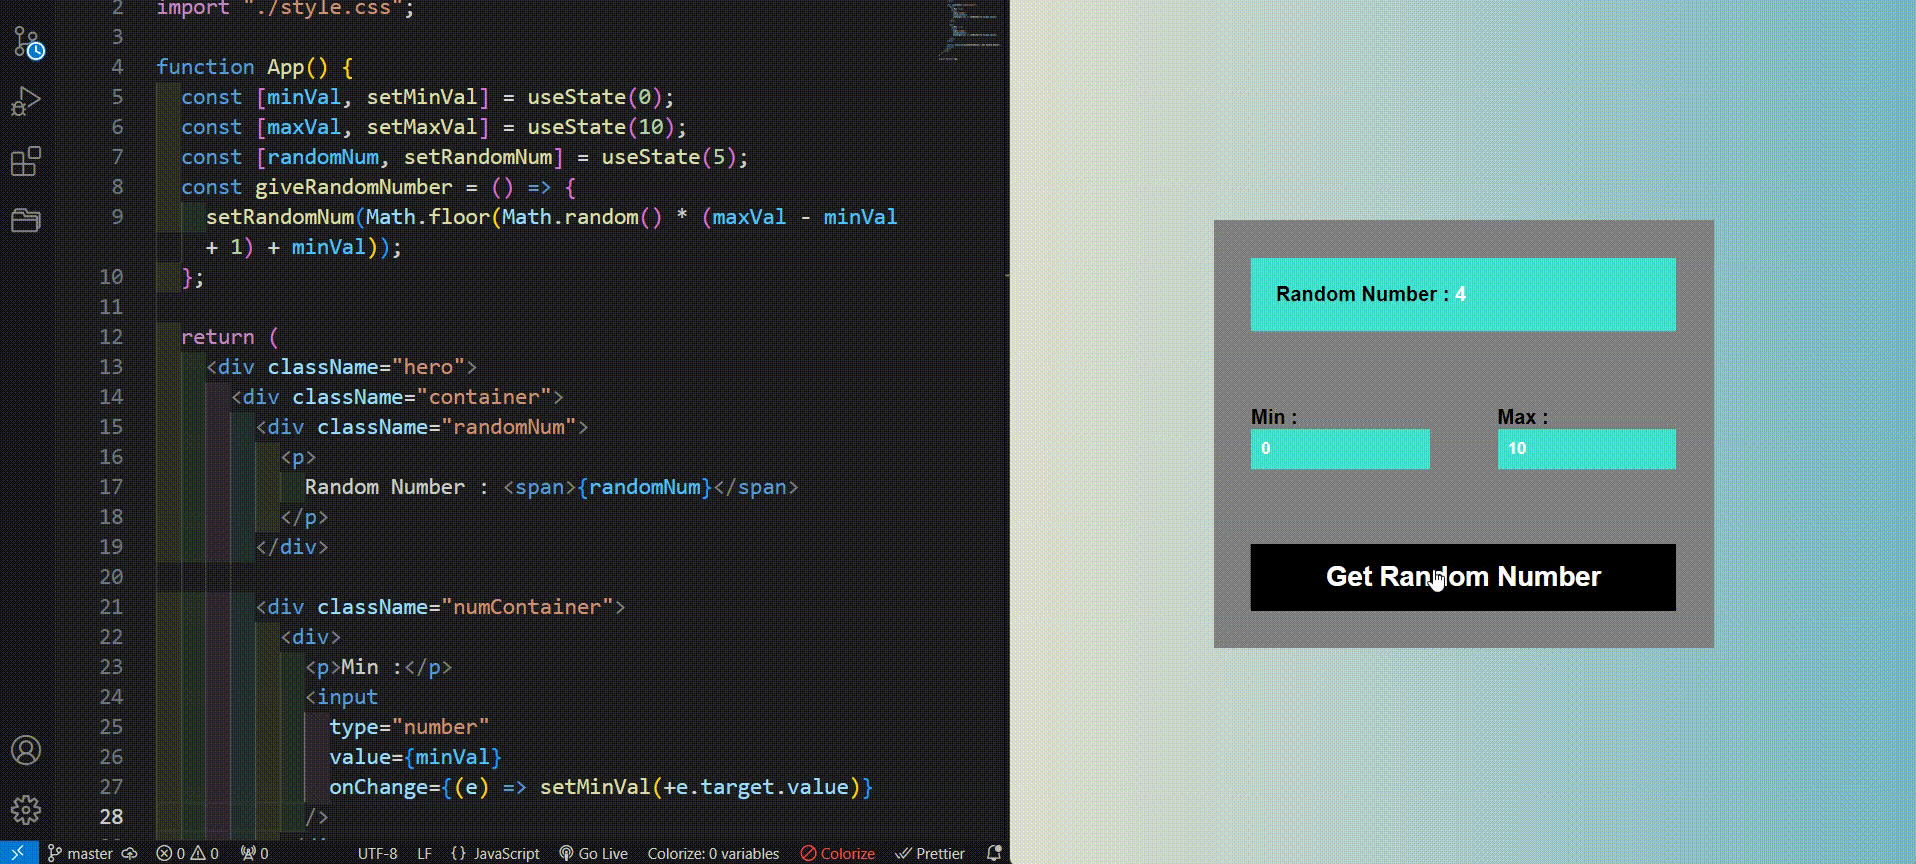 2 import "./style.css";
3
4 function App() {
5 const [minVal, setMinVal] = useState(0);
6 const [maxVal, setMaxVal] = useState(10);
7 const [randomNum, setRandomNum] = useState(5);
8 const giveRandomNumber = () => {
9 setRandomNum(Math.floor(Math.random() * (maxVal - minVal
+ 1) + minVal));
10 };
11
12 return (
13 <div className="hero">
14 <div className="container">
15 <div className="randomNum">
16 <p>
17 Random Number : <span>{randomNum}</span>
18 </p>
19 </div>
20
21 <div className="numContainer">
22 <div>
23 <p>Min :</p>
24 <input
25 type="number"
26 value={minVal}
27 onChange={(e) => setMinVal(+e.target.value)}
28 />
master 0 0 0 UTF-8 LF {} JavaScript Go Live Colorize: 0 variables Colorize Prettier
Random Number : 4
Min : Max :
0 10
Get Random Number